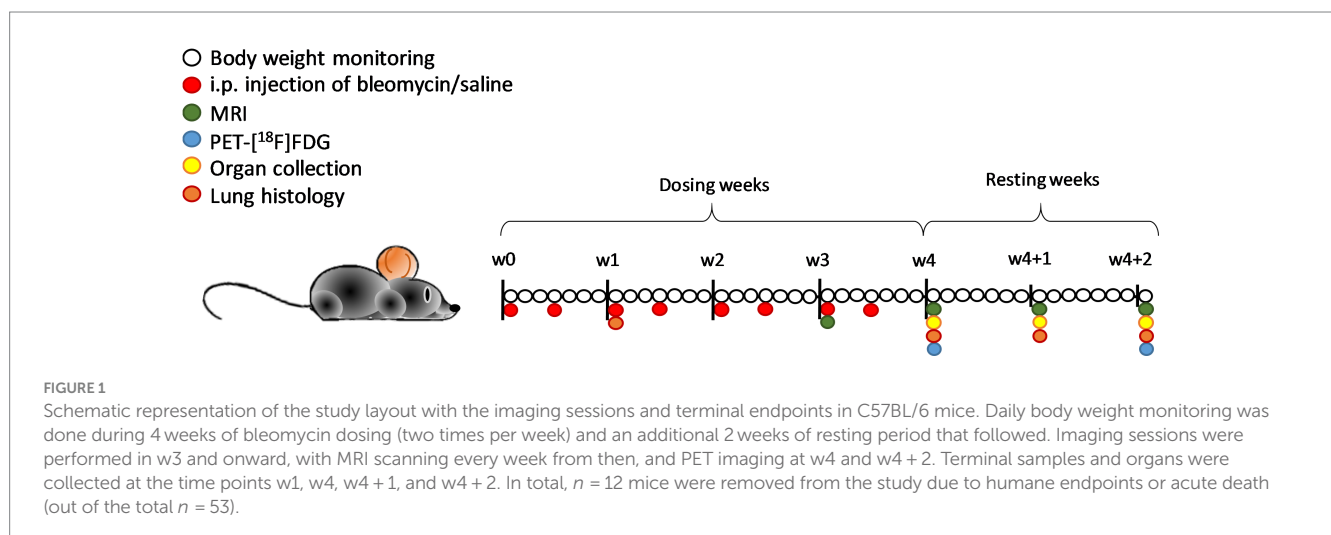 Body weight monitoring
i.p. injection of bleomycin/saline
MRI
PET-[¹⁸F]FDG
Organ collection
Lung histology
Dosing weeks
Resting weeks
w0 w1 w2 w3 w4 w4+1 w4+2
FIGURE 1
Schematic representation of the study layout with the imaging sessions and terminal endpoints in C57BL/6 mice. Daily body weight monitoring was
done during 4 weeks of bleomycin dosing (two times per week) and an additional 2 weeks of resting period that followed. Imaging sessions were
performed in w3 and onward, with MRI scanning every week from then, and PET imaging at w4 and w4 + 2. Terminal samples and organs were
collected at the time points w1, w4, w4 + 1, and w4 + 2. In total, n = 12 mice were removed from the study due to humane endpoints or acute death
(out of the total n = 53).